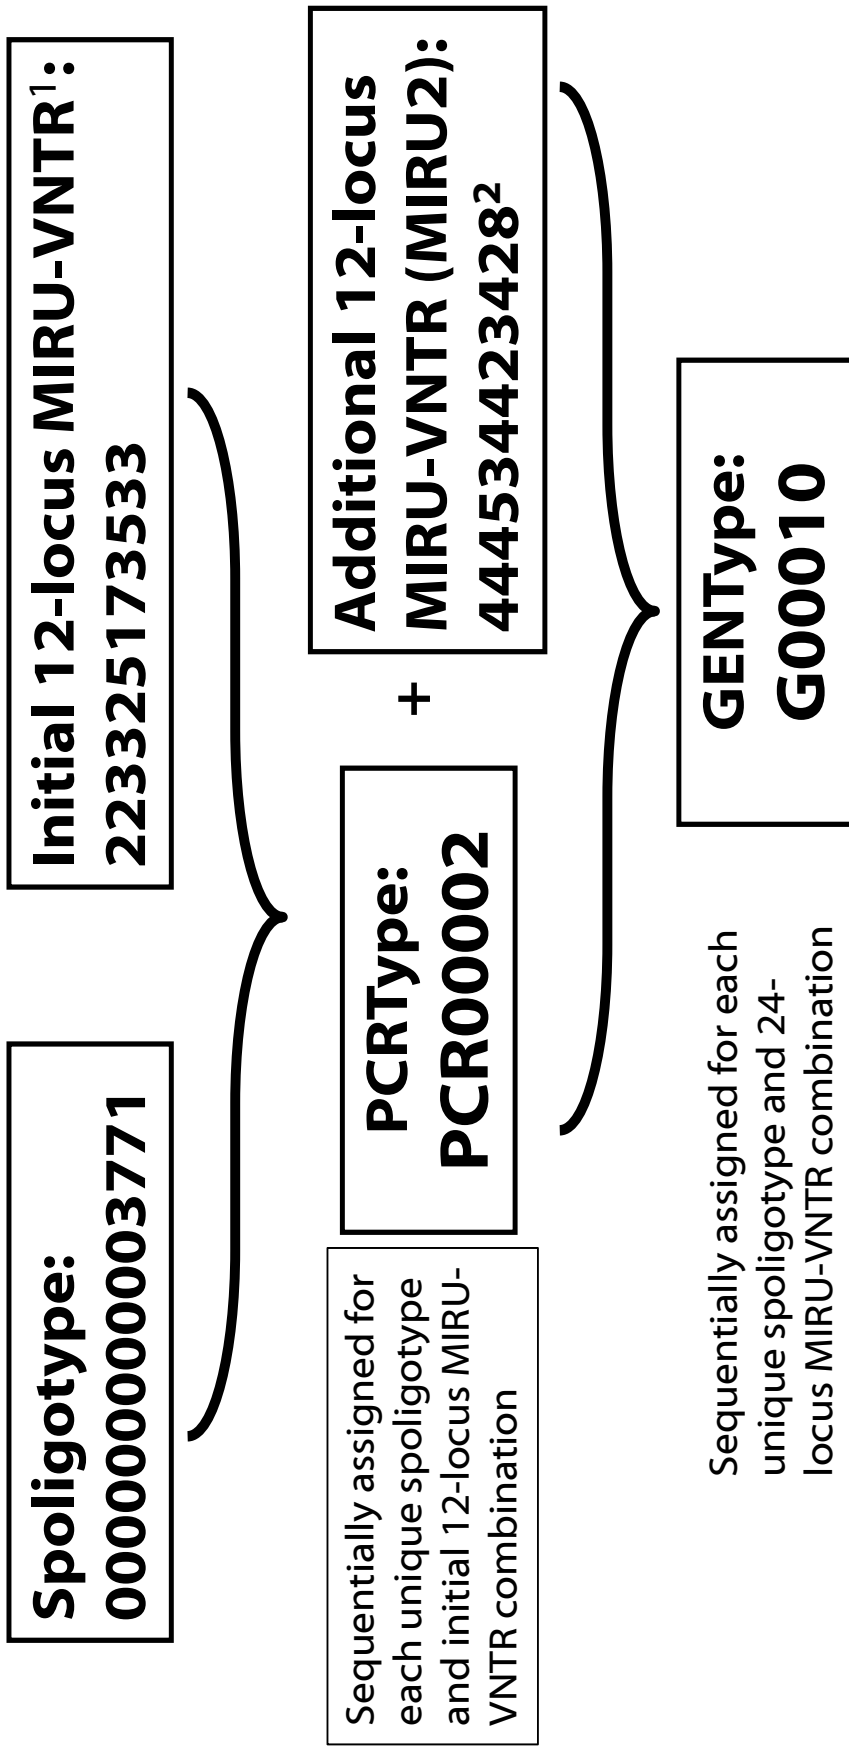 Spoligotype:
000000000003771
Initial 12-locus MIRU-VNTR¹:
223325173533
Sequentially assigned for
each unique spoligotype
and initial 12-locus MIRU-
VNTR combination
PCRType:
PCR00002
+
Additional 12-locus
MIRU-VNTR (MIRU2):
444534423428²
Sequentially assigned for each
unique spoligotype and 24-
locus MIRU-VNTR combination
GENType:
G00010